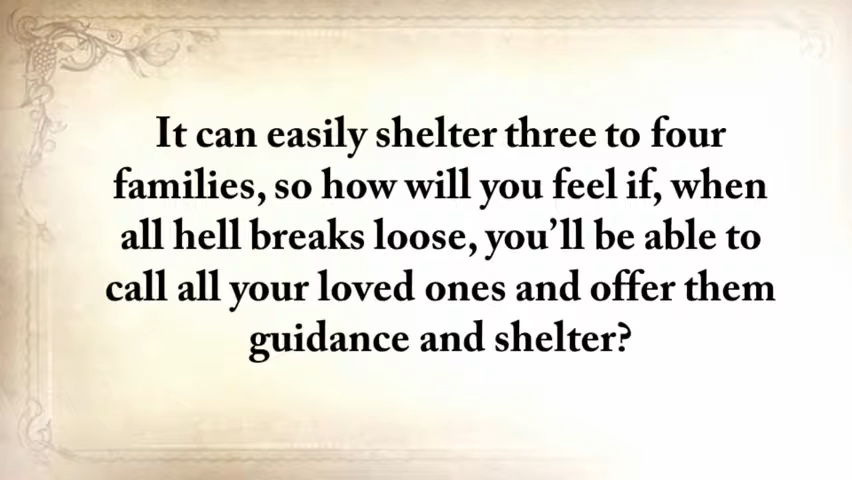 It can easily shelter three to four
families, so how will you feel if, when
all hell breaks loose, you’ll be able to
call all your loved ones and offer them
guidance and shelter?